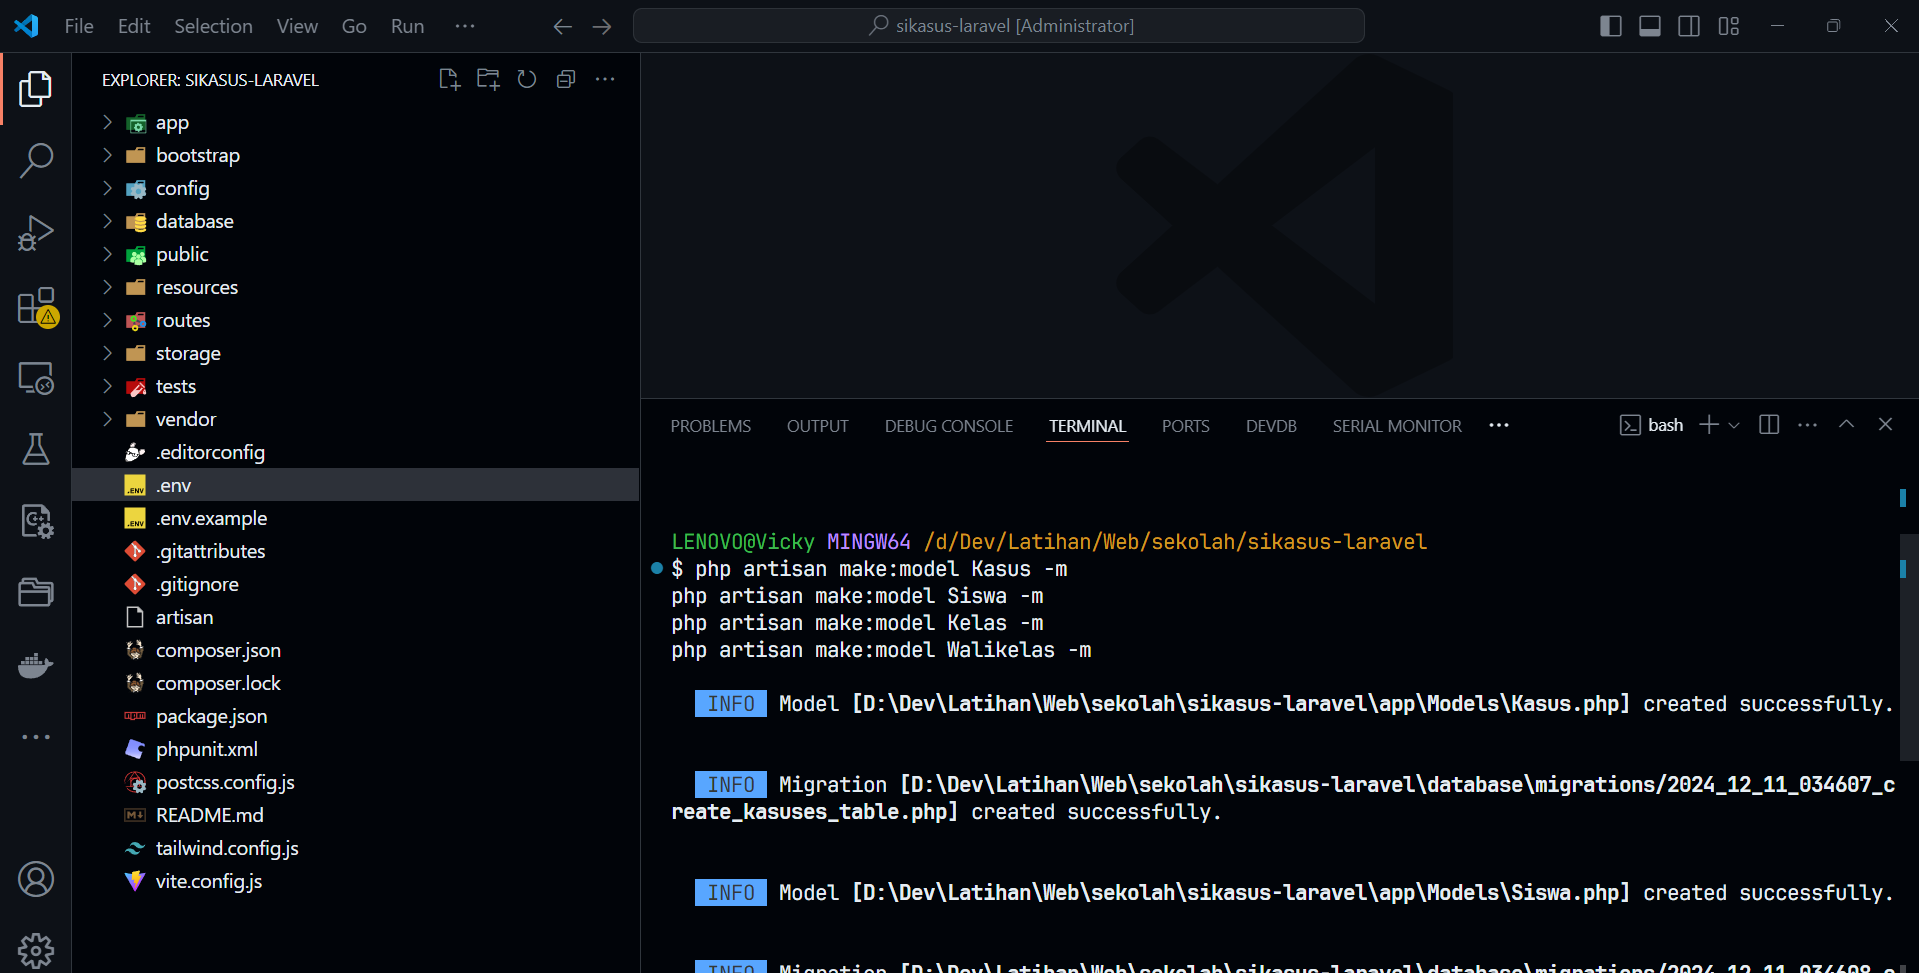 File Edit Selection View Go Run ···
sikasus-laravel [Administrator]
EXPLORER: SIKASUS-LARAVEL
app
bootstrap
config
database
public
resources
routes
storage
tests
vendor
.editorconfig
.env
.env.example
.gitattributes
.gitignore
artisan
composer.json
composer.lock
package.json
phpunit.xml
postcss.config.js
README.md
tailwind.config.js
vite.config.js
PROBLEMS OUTPUT DEBUG CONSOLE TERMINAL PORTS DEVDB SERIAL MONITOR ···
bash
LENOVO@Vicky MINGW64 /d/Dev/Latihan/Web/sekolah/sikasus-laravel
$ php artisan make:model Kasus -m
php artisan make:model Siswa -m
php artisan make:model Kelas -m
php artisan make:model Walikelas -m
INFO Model [D:\Dev\Latihan\Web\sekolah\sikasus-laravel\app\Models\Kasus.php] created successfully.
INFO Migration [D:\Dev\Latihan\Web\sekolah\sikasus-laravel\database\migrations/2024_12_11_034607_c
reate_kasuses_table.php] created successfully.
INFO Model [D:\Dev\Latihan\Web\sekolah\sikasus-laravel\app\Models\Siswa.php] created successfully.
INFO Migration [D:\Dev\Latihan\Web\sekolah\sikasus-laravel\database\migrations/2024_12_11_034608_c